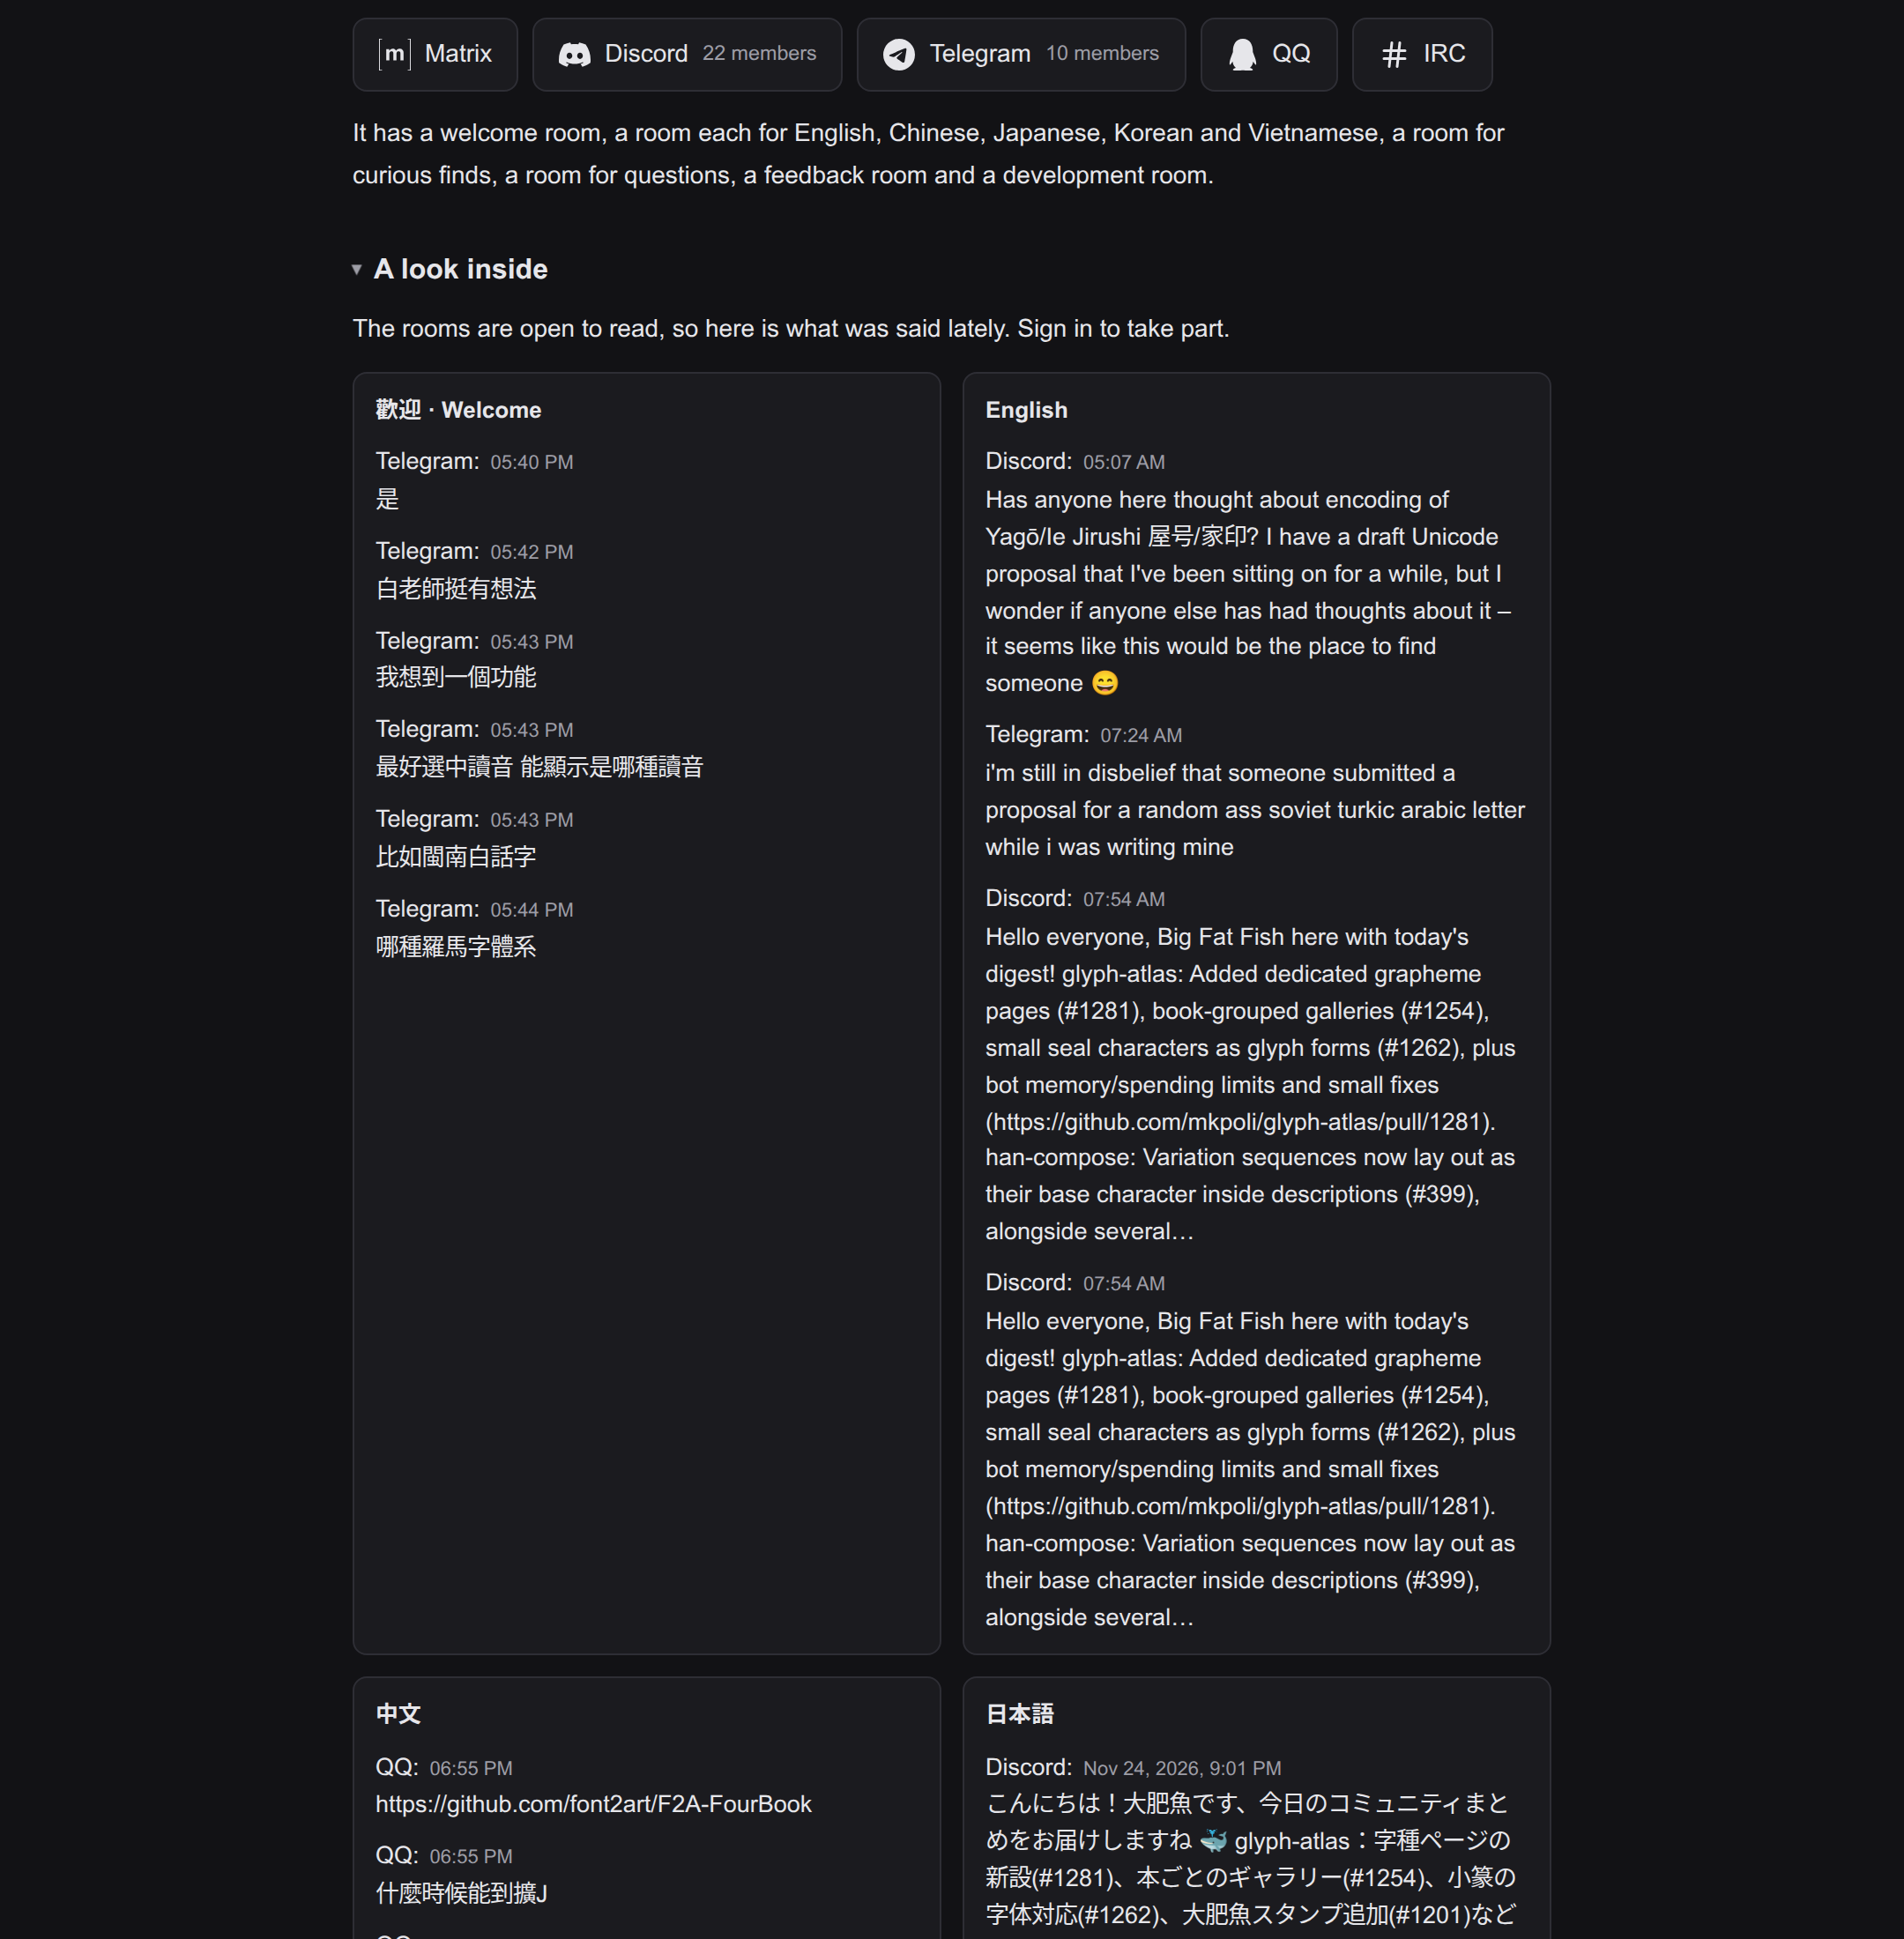 [m] Matrix
Discord 22 members
Telegram 10 members
QQ
# IRC
It has a welcome room, a room each for English, Chinese, Japanese, Korean and Vietnamese, a room for
curious finds, a room for questions, a feedback room and a development room.
▾ A look inside
The rooms are open to read, so here is what was said lately. Sign in to take part.
歡迎 · Welcome
Telegram: 05:40 PM
是
Telegram: 05:42 PM
白老師挺有想法
Telegram: 05:43 PM
我想到一個功能
Telegram: 05:43 PM
最好選中讀音 能顯示是哪種讀音
Telegram: 05:43 PM
比如閩南白話字
Telegram: 05:44 PM
哪種羅馬字體系
English
Discord: 05:07 AM
Has anyone here thought about encoding of
Yagō/Ie Jirushi 屋号/家印? I have a draft Unicode
proposal that I've been sitting on for a while, but I
wonder if anyone else has had thoughts about it –
it seems like this would be the place to find
someone 😄
Telegram: 07:24 AM
i'm still in disbelief that someone submitted a
proposal for a random ass soviet turkic arabic letter
while i was writing mine
Discord: 07:54 AM
Hello everyone, Big Fat Fish here with today's
digest! glyph-atlas: Added dedicated grapheme
pages (#1281), book-grouped galleries (#1254),
small seal characters as glyph forms (#1262), plus
bot memory/spending limits and small fixes
(https://github.com/mkpoli/glyph-atlas/pull/1281).
han-compose: Variation sequences now lay out as
their base character inside descriptions (#399),
alongside several…
Discord: 07:54 AM
Hello everyone, Big Fat Fish here with today's
digest! glyph-atlas: Added dedicated grapheme
pages (#1281), book-grouped galleries (#1254),
small seal characters as glyph forms (#1262), plus
bot memory/spending limits and small fixes
(https://github.com/mkpoli/glyph-atlas/pull/1281).
han-compose: Variation sequences now lay out as
their base character inside descriptions (#399),
alongside several…
中文
QQ: 06:55 PM
https://github.com/font2art/F2A-FourBook
QQ: 06:55 PM
什麼時候能到擴J
日本語
Discord: Nov 24, 2026, 9:01 PM
こんにちは！大肥魚です、今日のコミュニティまと
めをお届けしますね 🐳 glyph-atlas：字種ページの
新設(#1281)、本ごとのギャラリー(#1254)、小篆の
字体対応(#1262)、大肥魚スタンプ追加(#1201)など